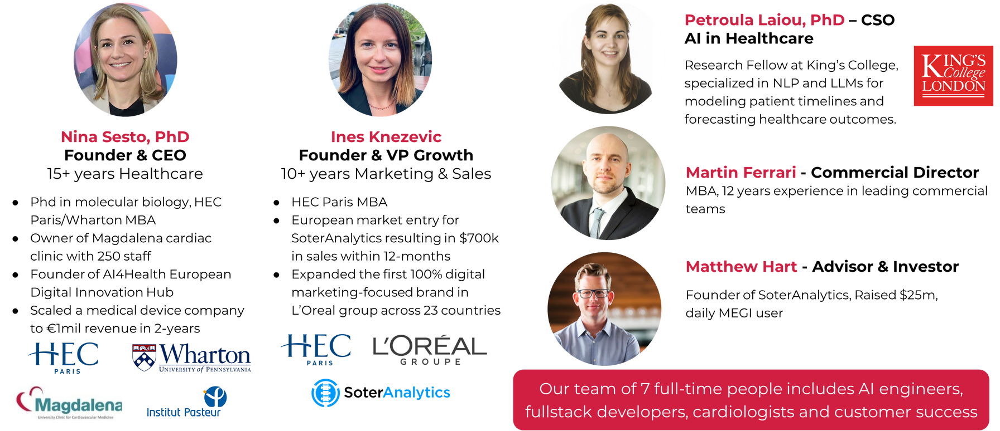 Nina Sesto, PhD
Founder & CEO
15+ years Healthcare
● Phd in molecular biology, HEC
Paris/Wharton MBA
● Owner of Magdalena cardiac
clinic with 250 staff
● Founder of AI4Health European
Digital Innovation Hub
● Scaled a medical device company
to €1mil revenue in 2-years
HEC
PARIS
Wharton
UNIVERSITY of PENNSYLVANIA
Magdalena
University Clinic for Cardiovascular Medicine
Institut Pasteur
Ines Knezevic
Founder & VP Growth
10+ years Marketing & Sales
● HEC Paris MBA
● European market entry for
SoterAnalytics resulting in $700k
in sales within 12-months
● Expanded the first 100% digital
marketing-focused brand in
L’Oreal group across 23 countries
HEC
PARIS
L’ORÉAL
GROUPE
SoterAnalytics
Petroula Laiou, PhD – CSO
AI in Healthcare
Research Fellow at King’s College,
specialized in NLP and LLMs for
modeling patient timelines and
forecasting healthcare outcomes.
KING’S
College
LONDON
Martin Ferrari - Commercial Director
MBA, 12 years experience in leading commercial
teams
Matthew Hart - Advisor & Investor
Founder of SoterAnalytics, Raised $25m,
daily MEGI user
Our team of 7 full-time people includes AI engineers,
fullstack developers, cardiologists and customer success